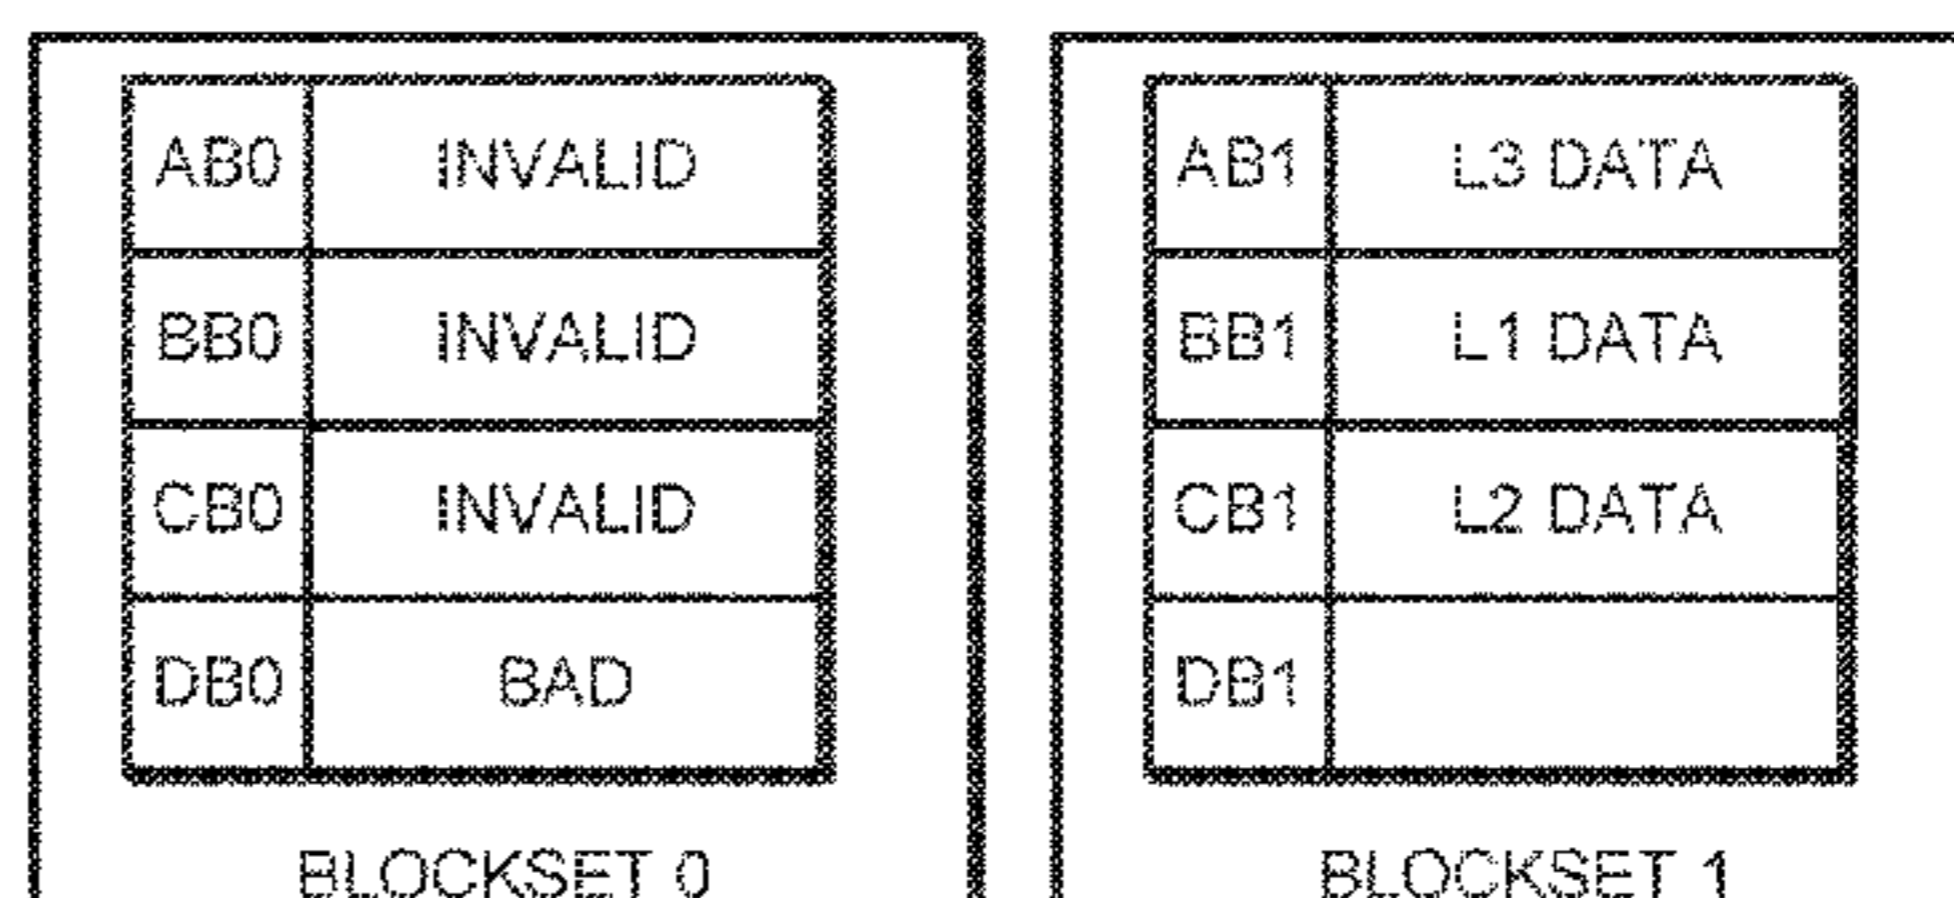 AB0 INVALID
BB0 INVALID
CB0 INVALID
DB0 BAD
BLOCKSET 0
AB1 L3 DATA
BB1 L1 DATA
CB1 L2 DATA
DB1
BLOCKSET 1